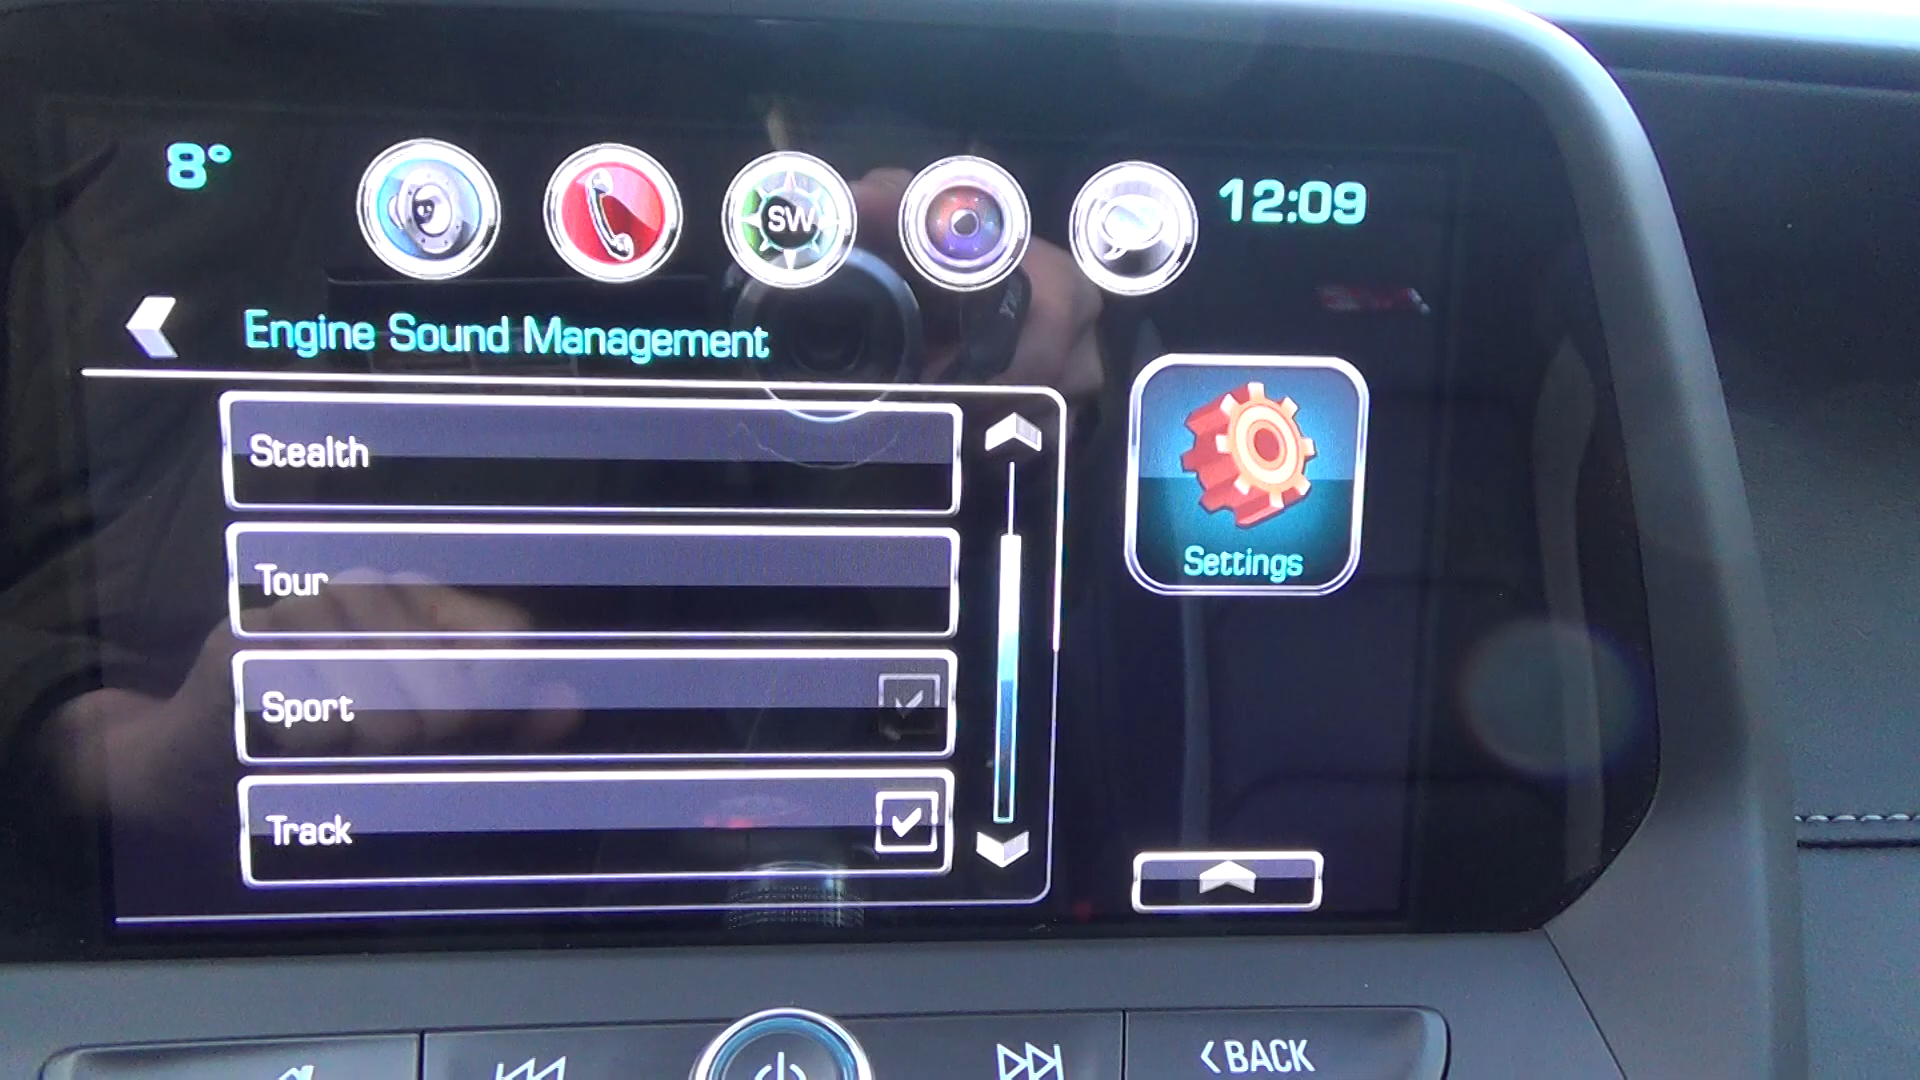 8°
SW
12:09
Engine Sound Management
Stealth
Tour
Sport
Track
Settings
BACK